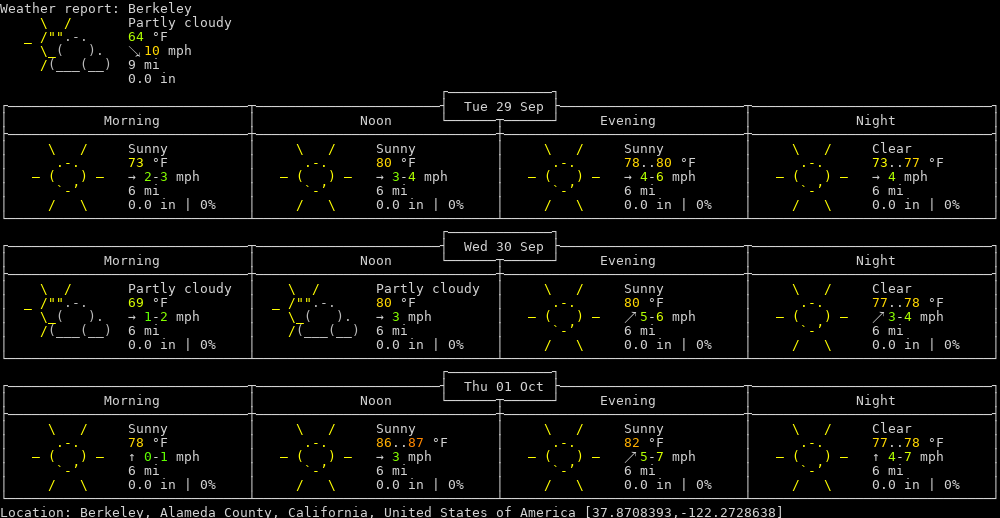 Weather report: Berkeley
Partly cloudy
64 °F
↘ 10 mph
9 mi
0.0 in
Tue 29 Sep
Morning Noon Evening Night
Sunny Sunny Sunny Clear
73 °F 80 °F 78..80 °F 73..77 °F
→ 2-3 mph → 3-4 mph → 4-6 mph → 4 mph
6 mi 6 mi 6 mi 6 mi
0.0 in | 0% 0.0 in | 0% 0.0 in | 0% 0.0 in | 0%
Wed 30 Sep
Morning Noon Evening Night
Partly cloudy Partly cloudy Sunny Clear
69 °F 80 °F 80 °F 77..78 °F
→ 1-2 mph → 3 mph ↗ 5-6 mph ↗ 3-4 mph
6 mi 6 mi 6 mi 6 mi
0.0 in | 0% 0.0 in | 0% 0.0 in | 0% 0.0 in | 0%
Thu 01 Oct
Morning Noon Evening Night
Sunny Sunny Sunny Clear
78 °F 86..87 °F 82 °F 77..78 °F
↑ 0-1 mph → 3 mph ↗ 5-7 mph ↑ 4-7 mph
6 mi 6 mi 6 mi 6 mi
0.0 in | 0% 0.0 in | 0% 0.0 in | 0% 0.0 in | 0%
Location: Berkeley, Alameda County, California, United States of America [37.8708393,-122.2728638]